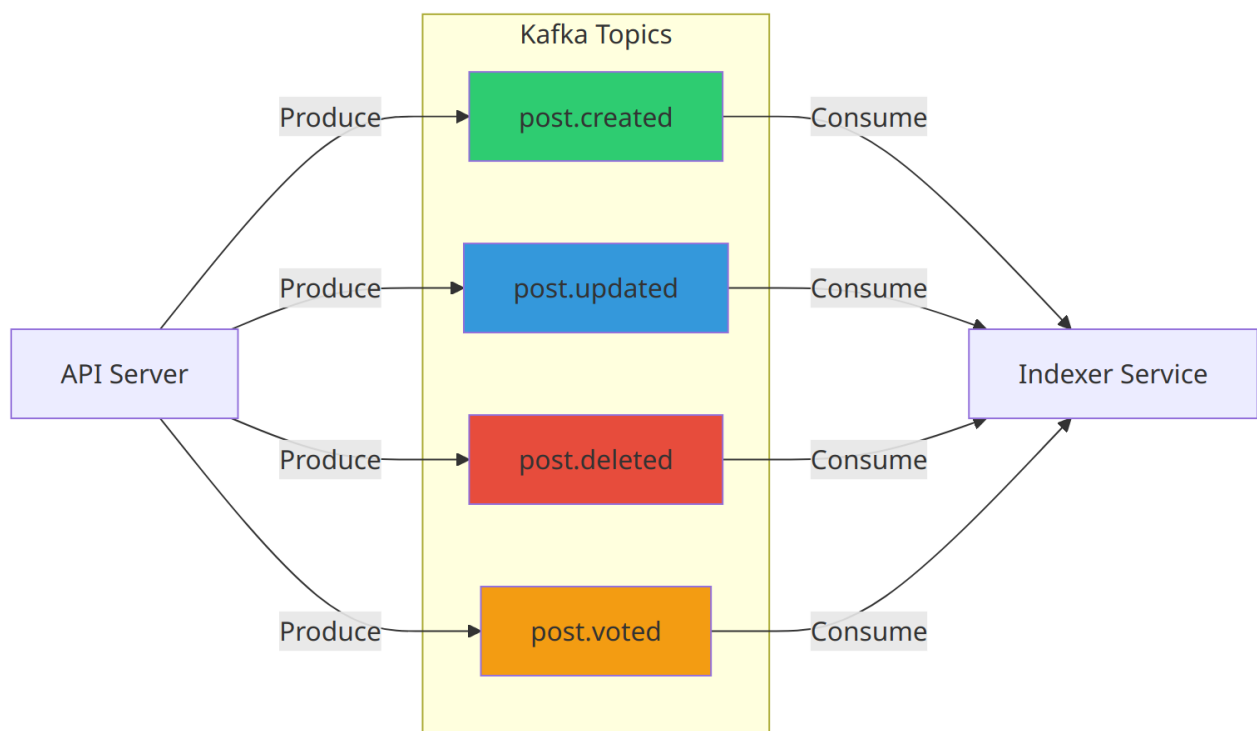 Kafka Topics
Produce
post.created
Consume
Produce
post.updated
Consume
API Server
Indexer Service
Produce
post.deleted
Consume
Produce
post.voted
Consume